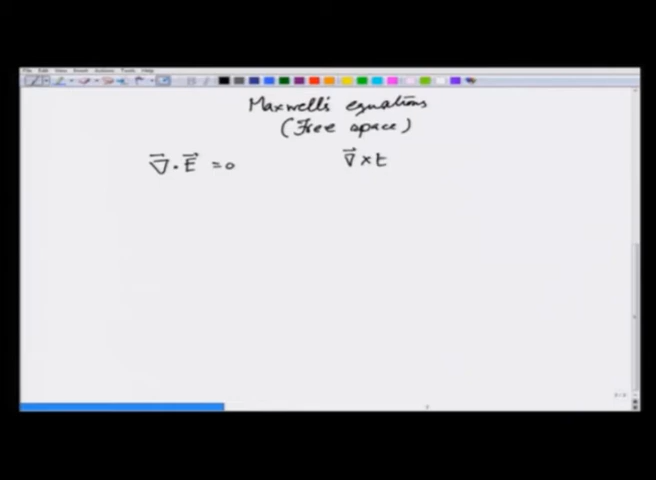 Maxwell's equations
(Free space)
∇⃗ · E⃗ = 0 ∇⃗ × E